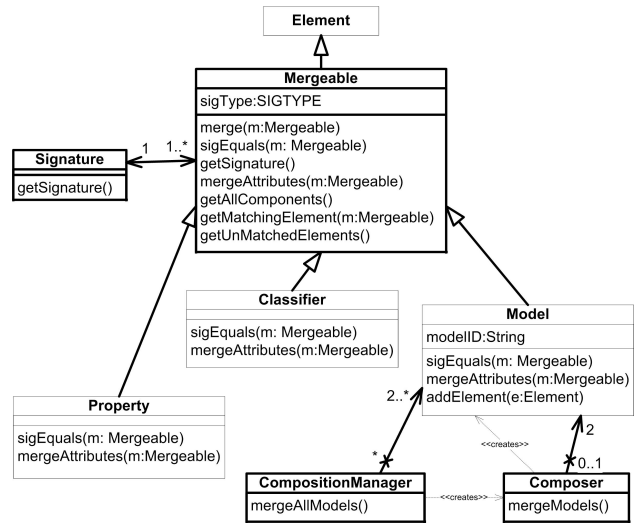 Element
Mergeable
sigType:SIGTYPE
merge(m:Mergeable)
sigEquals(m: Mergeable)
getSignature()
mergeAttributes(m:Mergeable)
getAllComponents()
getMatchingElement(m:Mergeable)
getUnMatchedElements()
1
1..*
Signature
getSignature()
Classifier
sigEquals(m: Mergeable)
mergeAttributes(m:Mergeable)
Model
modelID:String
sigEquals(m: Mergeable)
mergeAttributes(m:Mergeable)
addElement(e:Element)
Property
sigEquals(m: Mergeable)
mergeAttributes(m:Mergeable)
2..*
*
2
<<creates>>
0..1
CompositionManager
mergeAllModels()
<<creates>>
Composer
mergeModels()